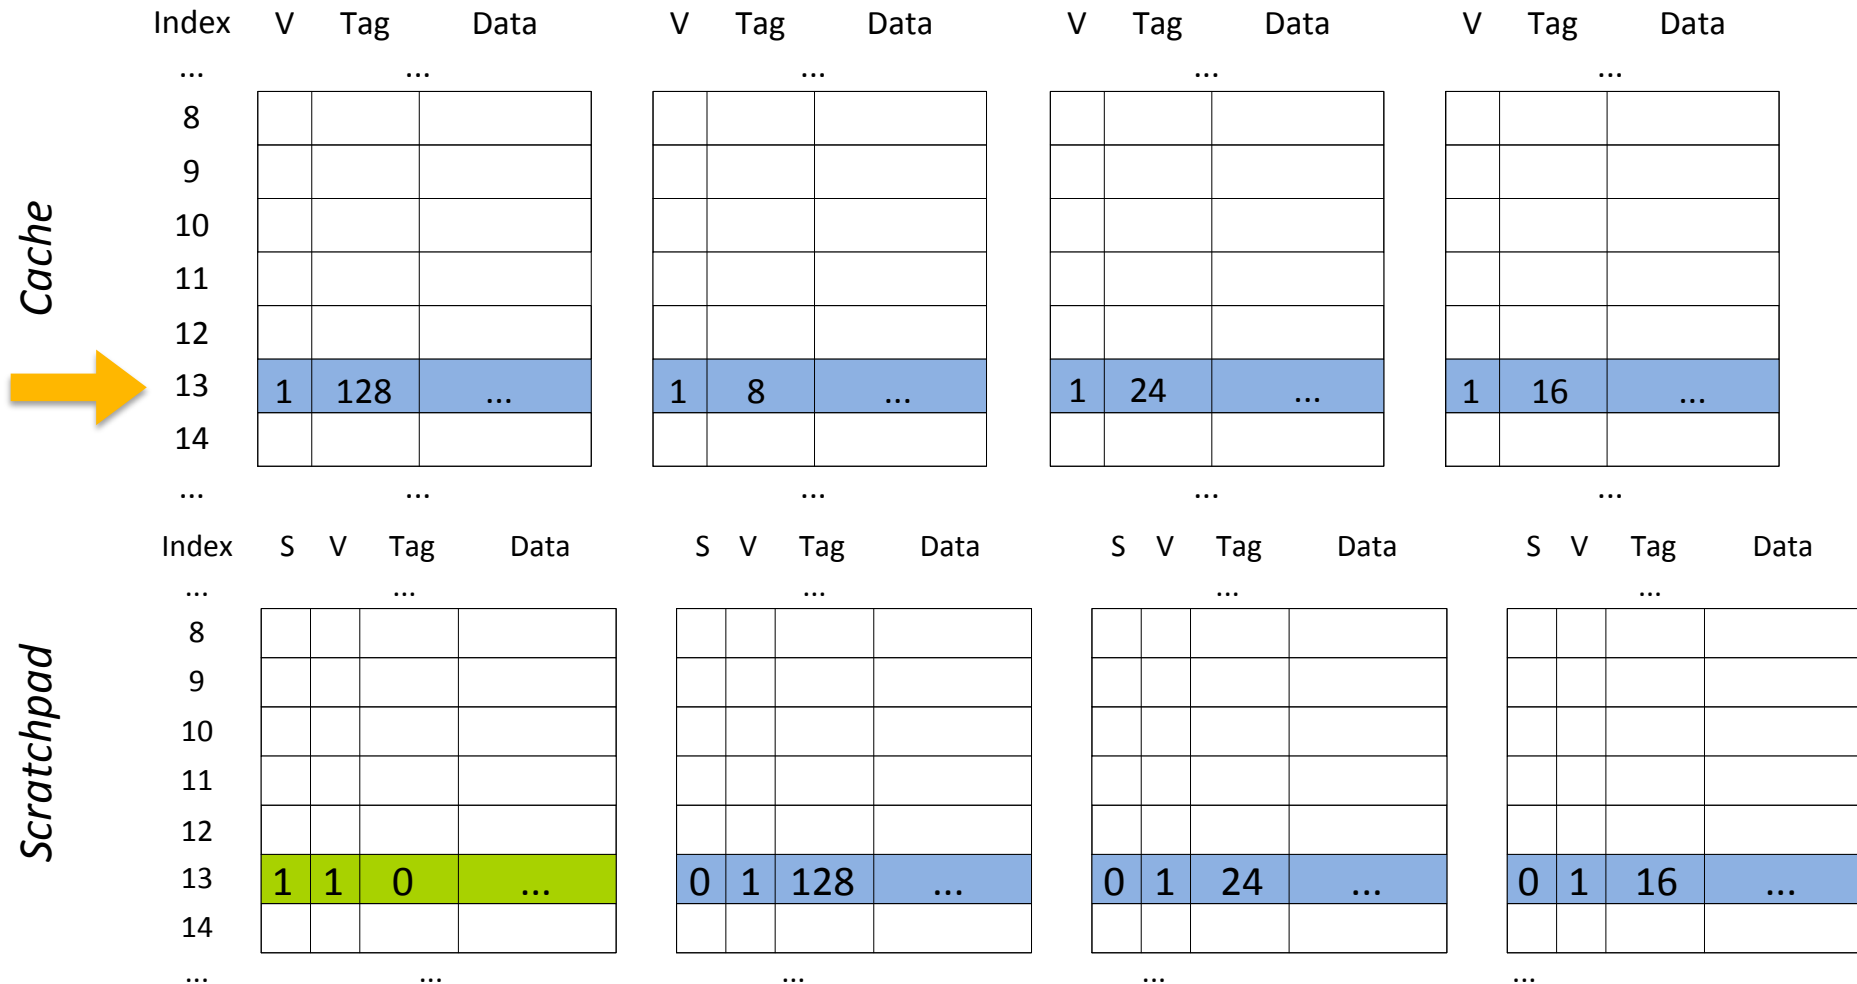 Cache
Index V Tag Data V Tag Data V Tag Data V Tag Data
... ... ... ... ...
8
9
10
11
12
13 1 128 ... 1 8 ... 1 24 ... 1 16 ...
14
... ... ... ... ...
Scratchpad
Index S V Tag Data S V Tag Data S V Tag Data S V Tag Data
... ... ... ... ...
8
9
10
11
12
13 1 1 0 ... 0 1 128 ... 0 1 24 ... 0 1 16 ...
14
... ... ... ... ...